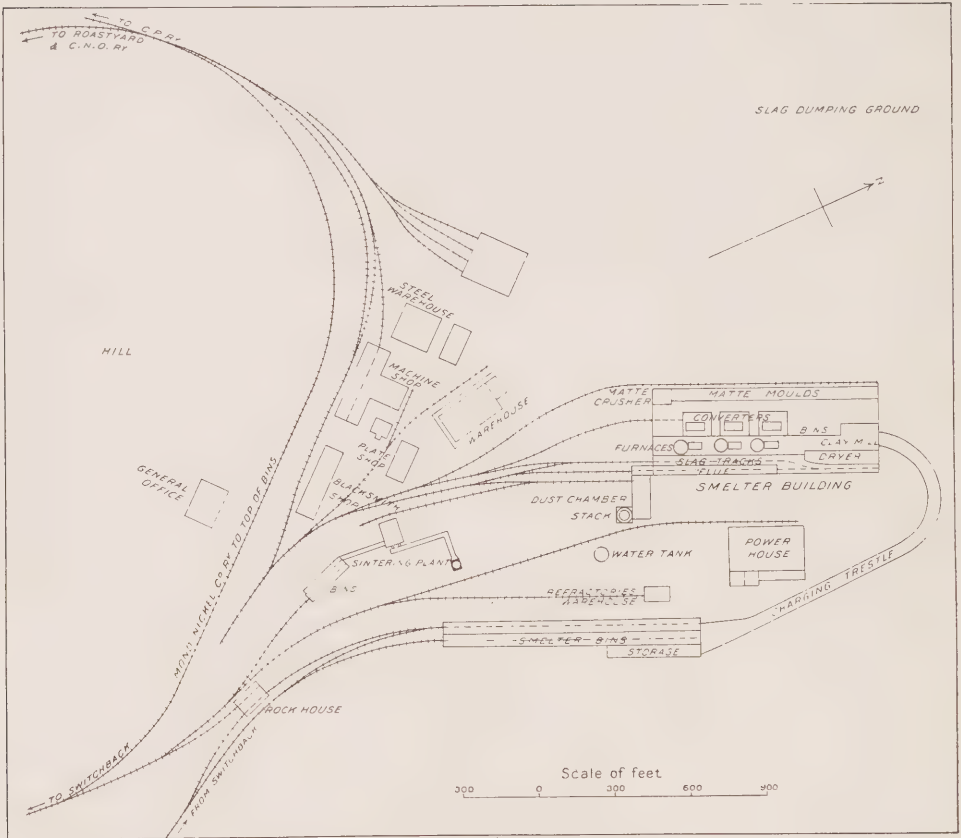 TO C.P.RY
TO ROASTYARD
& C.N.O. RY
SLAG DUMPING GROUND
N
STEEL
WAREHOUSE
HILL
MACHINE
SHOP
WAREHOUSE
MATTE
CRUSHER
MATTE MOULDS
CONVERTERS
BINS
CLAY MILL
FURNACES
DRYER
SLAG TRACKS
FLUE
PLATE
SHOP
GENERAL
OFFICE
BLACKSMITH
SHOP
SMELTER BUILDING
DUST CHAMBER
STACK
POWER
HOUSE
WATER TANK
SINTERING PLANT
BINS
REFRACTORIES
WAREHOUSE
CHARGING TRESTLE
MOND NICKEL CO. RY TO TOP OF BINS
SMELTER BINS
STORAGE
ROCK HOUSE
TO SWITCHBACK
FROM SWITCHBACK
Scale of feet
300 0 300 600 900